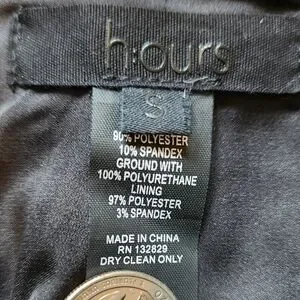 h:ours
S
90% POLYESTER
10% SPANDEX
GROUND WITH
100% POLYURETHANE
LINING
97% POLYESTER
3% SPANDEX
MADE IN CHINA
RN 132829
DRY CLEAN ONLY